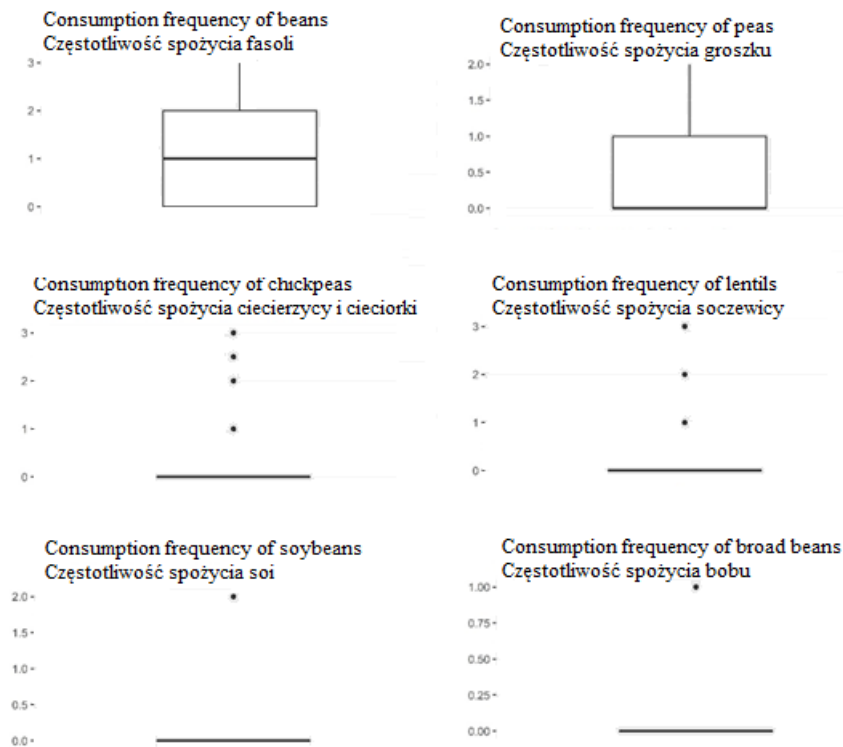 Consumption frequency of beans
Częstotliwość spożycia fasoli
3-
2-
1-
0-
Consumption frequency of peas
Częstotliwość spożycia groszku
2.0-
1.5-
1.0-
0.5-
0.0-
Consumption frequency of chickpeas
Częstotliwość spożycia ciecierzycy i cieciorki
3-
2-
1-
0-
Consumption frequency of lentils
Częstotliwość spożycia soczewicy
3-
2-
1-
0-
Consumption frequency of soybeans
Częstotliwość spożycia soi
2.0-
1.5-
1.0-
0.5-
0.0-
Consumption frequency of broad beans
Częstotliwość spożycia bobu
1.00-
0.75-
0.50-
0.25-
0.00-